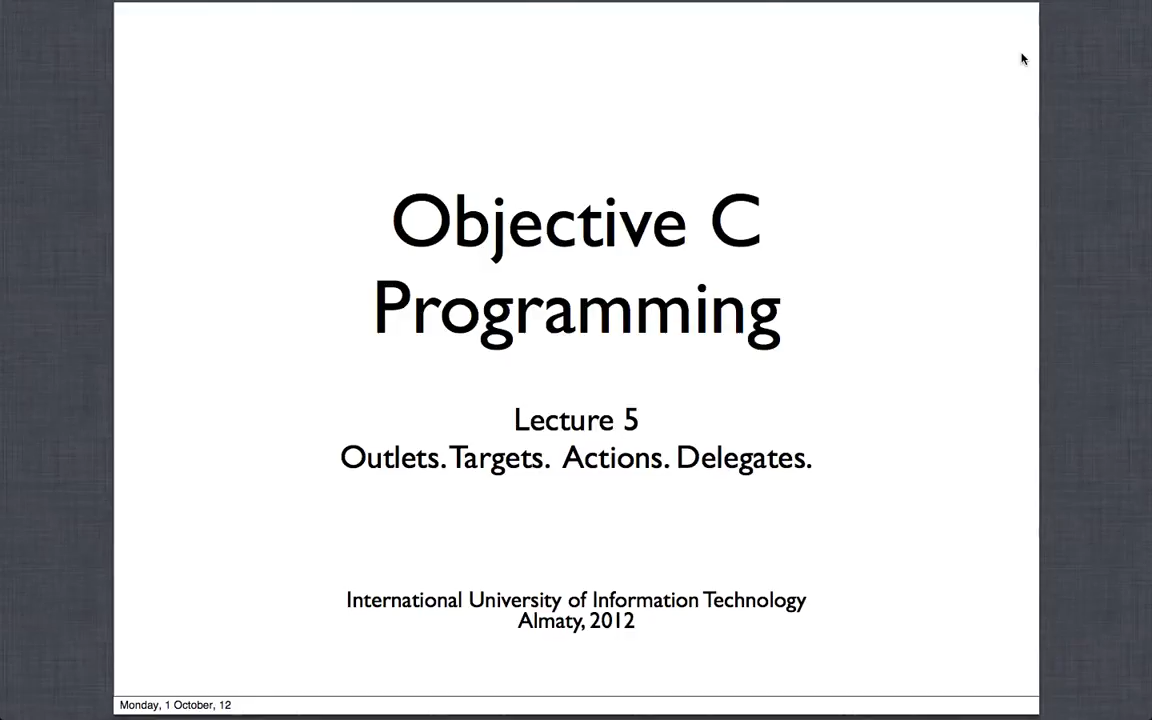 Objective C
Programming
Lecture 5
Outlets. Targets. Actions. Delegates.
International University of Information Technology
Almaty, 2012
Monday, 1 October, 12